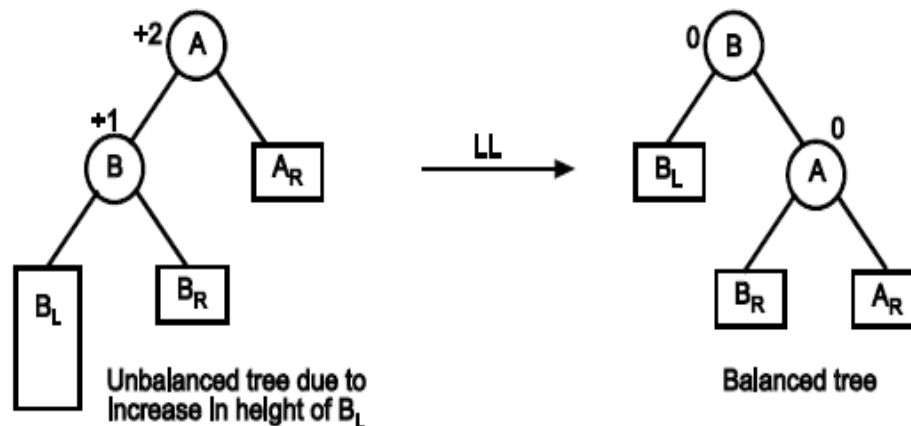 +2 A
0 B
+1
0
B
A_R
LL
B_L
A
B_L
B_R
B_R
A_R
Unbalanced tree due to
Increase in height of B_L
Balanced tree